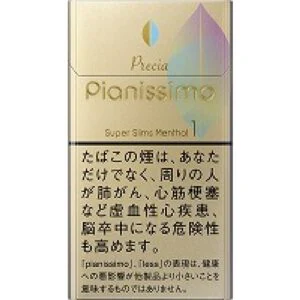 Precia
Pianissimo
Super Slims Menthol 1
たばこの煙は、あなた
だけでなく、周りの人
が肺がん、心筋梗塞
など虚血性心疾患、
脳卒中になる危険性
も高めます。
「pianissimo」、「less」の表現は、健康
への悪影響が他製品より小さいことを
意味するものではありません。